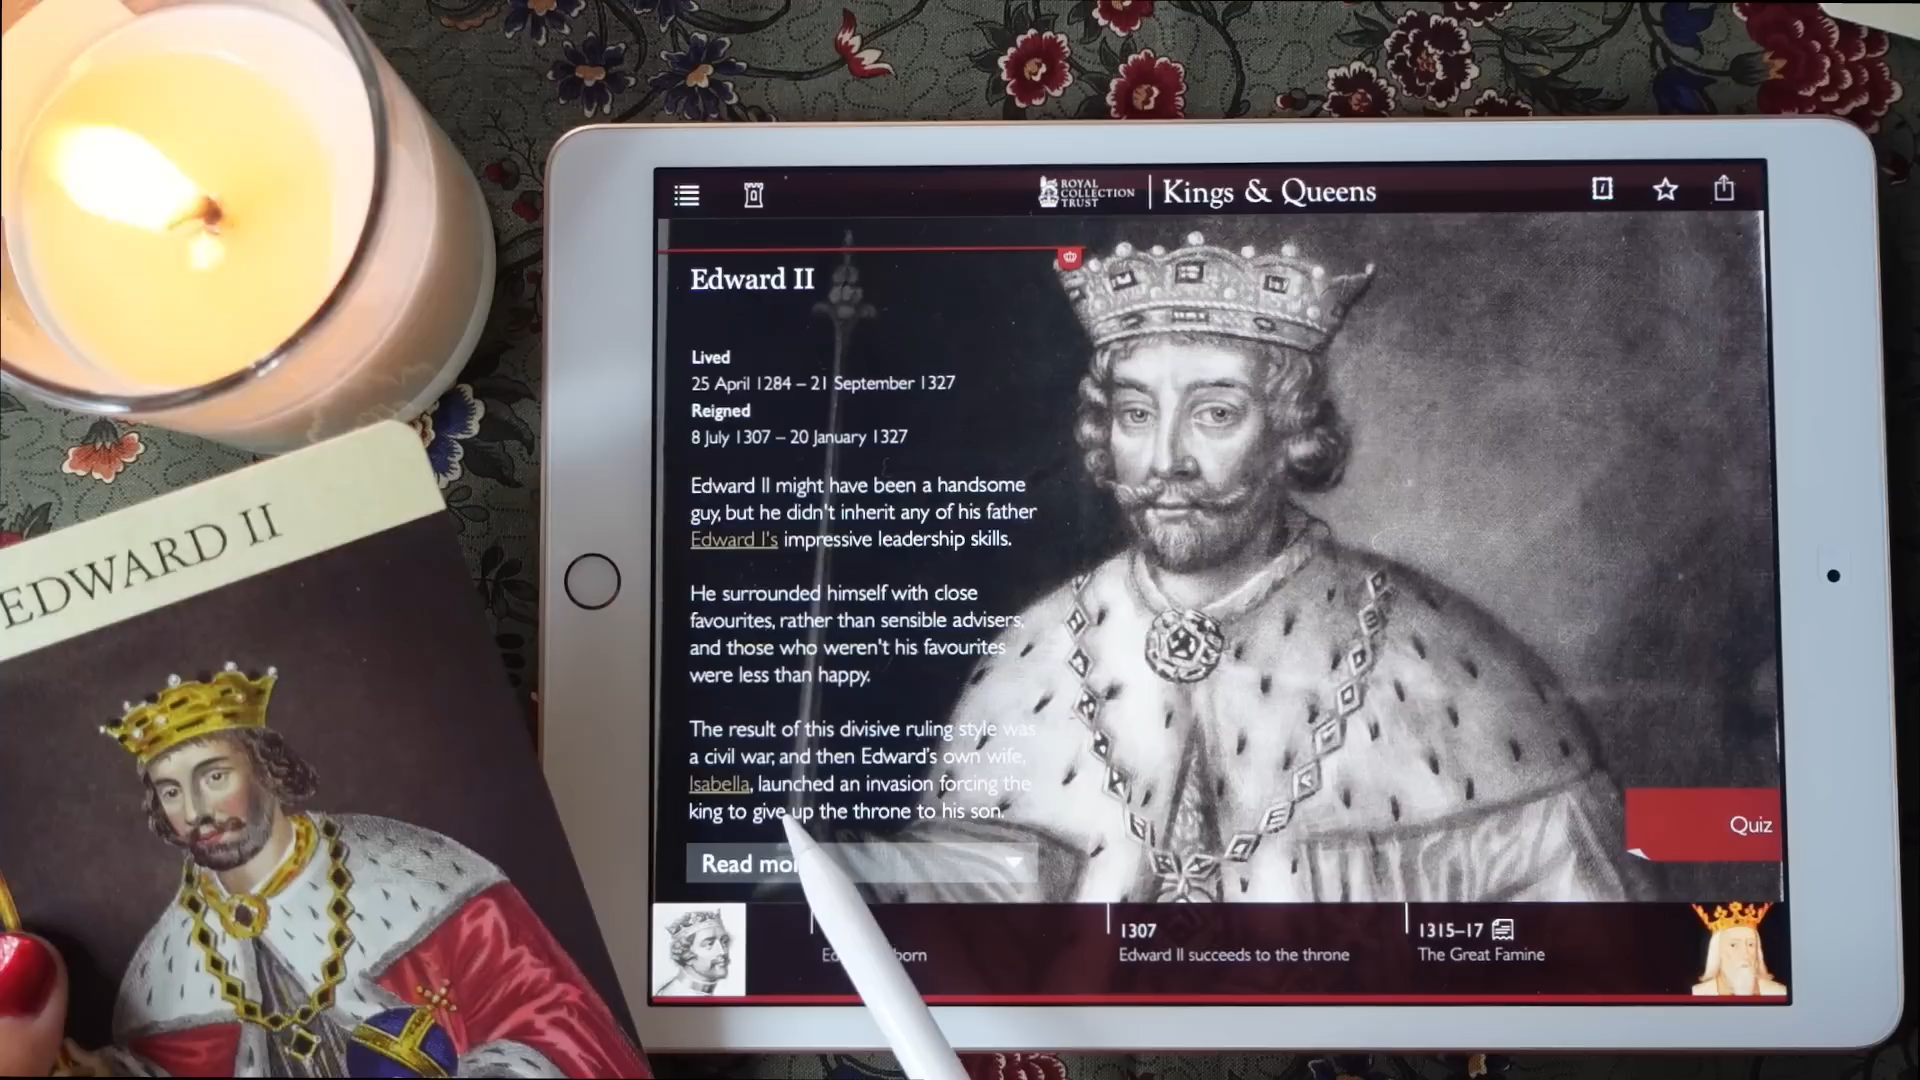 ROYAL
COLLECTION
TRUST
Kings & Queens
Edward II
Lived
25 April 1284 – 21 September 1327
Reigned
8 July 1307 – 20 January 1327
Edward II might have been a handsome
guy, but he didn't inherit any of his father
Edward I's impressive leadership skills.
He surrounded himself with close
favourites, rather than sensible advisers,
and those who weren't his favourites
were less than happy.
The result of this divisive ruling style was
a civil war, and then Edward's own wife,
Isabella, launched an invasion forcing the
king to give up the throne to his son.
Read
Quiz
born
1307
Edward II succeeds to the throne
1315–17
The Great Famine
EDWARD II